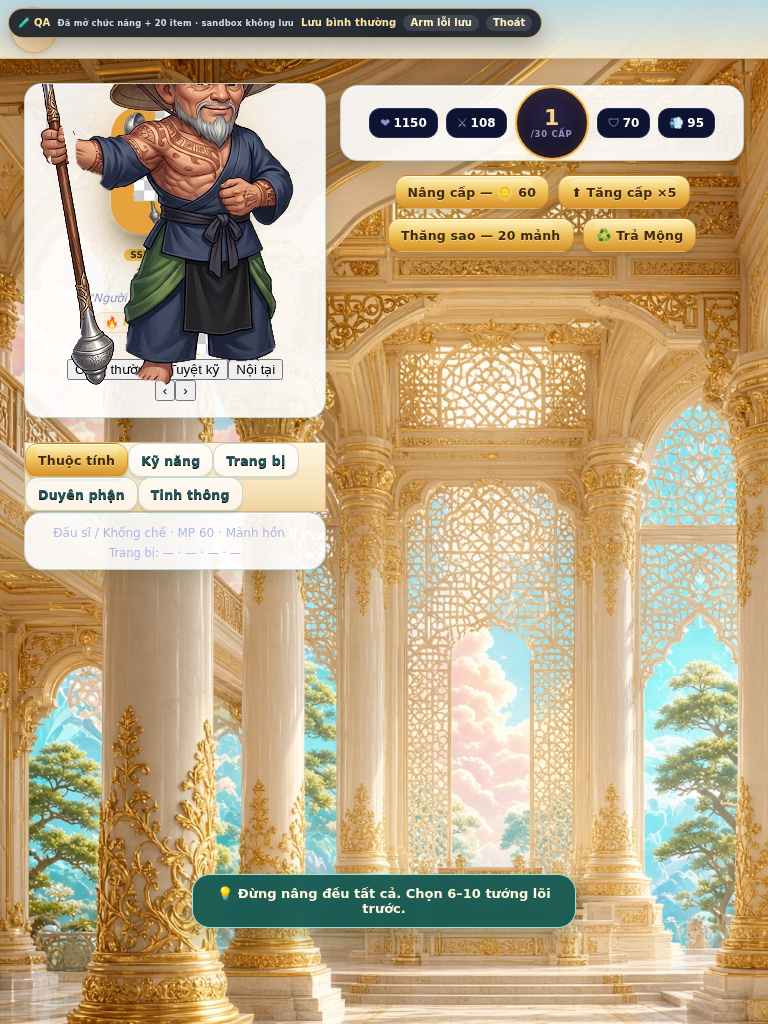 🧪 QA Đã mở chức năng + 20 item · sandbox không lưu Lưu bình thường Arm lỗi lưu Thoát
❤ 1150 ⚔ 108 1 🛡 70 💨 95
/30 CẤP
Nâng cấp — 🪙 60 ⬆ Tăng cấp ×5
Thăng sao — 20 mảnh ♻️ Trả Mộng
"Người
Tuyệt kỹ Nội tại
‹ ›
Thuộc tính Kỹ năng Trang bị
Duyên phận Tinh thông
Đấu sĩ / Khống chế · MP 60 · Mảnh hồn
Trang bị: — · — · — · —
💡 Đừng nâng đều tất cả. Chọn 6–10 tướng lõi
trước.